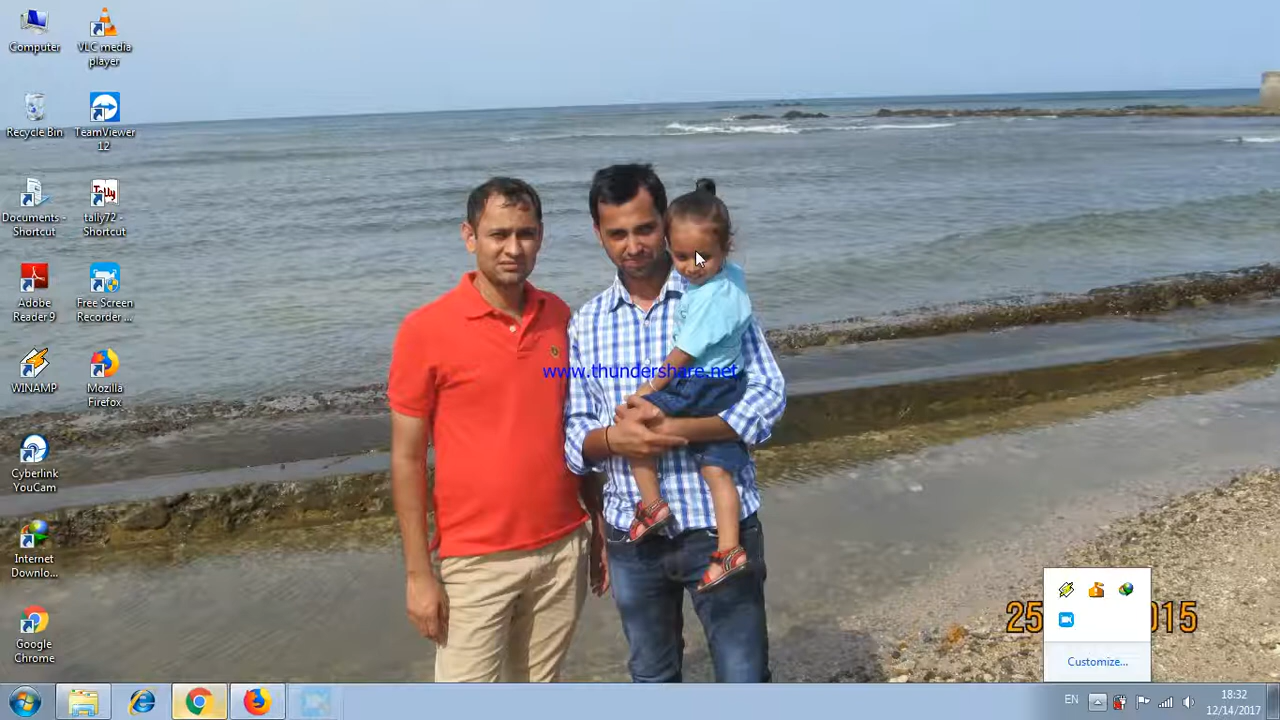 Computer
VLC media
player
Recycle Bin
TeamViewer
12
Documents -
Shortcut
Tally
tally72 -
Shortcut
Adobe
Reader 9
Free Screen
Recorder ...
WINAMP
Mozilla
Firefox
www.thundershare.net
Cyberlink
YouCam
Internet
Downlo...
Google
Chrome
25
015
Customize...
EN
18:32
12/14/2017